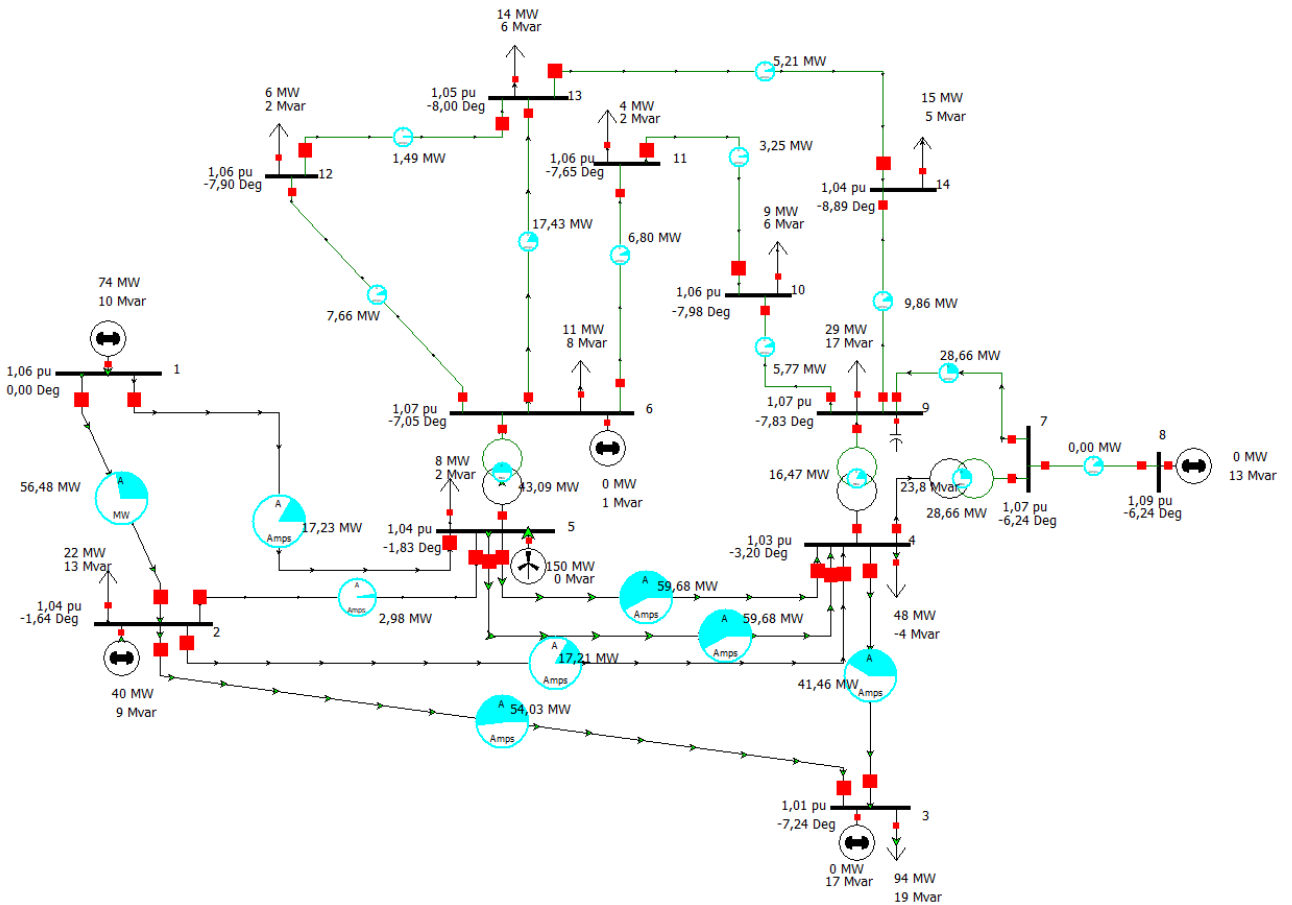 14 MW
6 Mvar
5,21 MW
1,05 pu
-8,00 Deg
13
6 MW
2 Mvar
4 MW
2 Mvar
15 MW
5 Mvar
1,49 MW
3,25 MW
1,06 pu
-7,90 Deg
12
1,06 pu
-7,65 Deg
11
1,04 pu
-8,89 Deg
14
17,43 MW
6,80 MW
9 MW
6 Mvar
74 MW
10 Mvar
7,66 MW
1,06 pu
-7,98 Deg
10
9,86 MW
11 MW
8 Mvar
29 MW
17 Mvar
5,77 MW
28,66 MW
1,06 pu
0,00 Deg
1
1,07 pu
-7,05 Deg
6
1,07 pu
-7,83 Deg
9
7
0,00 MW
8
0 MW
13 Mvar
56,48 MW
A
MW
A
Amps
17,23 MW
8 MW
2 Mvar
43,09 MW
0 MW
1 Mvar
16,47 MW
23,8 Mvar
28,66 MW
1,07 pu
-6,24 Deg
1,09 pu
-6,24 Deg
1,04 pu
-1,83 Deg
5
1,03 pu
-3,20 Deg
4
22 MW
13 Mvar
150 MW
0 Mvar
A
Amps
59,68 MW
A
Amps
2,98 MW
A
Amps
59,68 MW
48 MW
-4 Mvar
1,04 pu
-1,64 Deg
2
A
17,21 MW
Amps
A
41,46 MW
Amps
40 MW
9 Mvar
A
54,03 MW
Amps
1,01 pu
-7,24 Deg
3
0 MW
17 Mvar
94 MW
19 Mvar